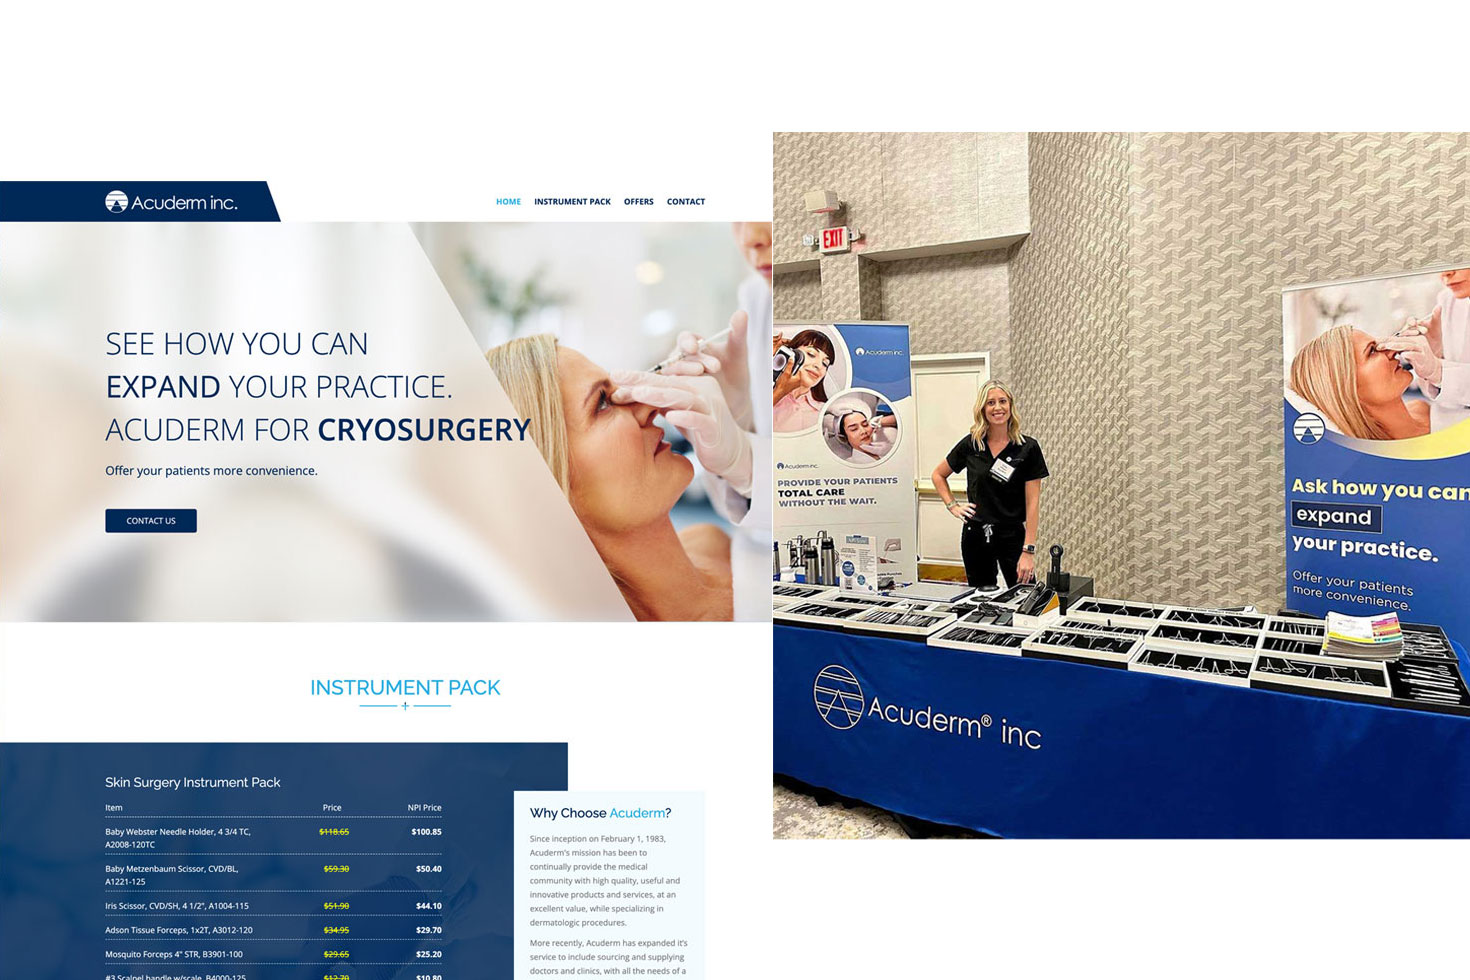 Acuderm inc.
HOME INSTRUMENT PACK OFFERS CONTACT
SEE HOW YOU CAN
EXPAND YOUR PRACTICE.
ACUDERM FOR CRYOSURGERY
Offer your patients more convenience.
CONTACT US
INSTRUMENT PACK
Skin Surgery Instrument Pack
Item Price NPI Price
Baby Webster Needle Holder, 4 3/4 TC, $118.65 $100.85
A2008-120TC
Baby Metzenbaum Scissor, CVD/BL, $59.30 $50.40
A1221-125
Iris Scissor, CVD/SH, 4 1/2", A1004-115 $51.90 $44.10
Adson Tissue Forceps, 1x2T, A3012-120 $34.95 $29.70
Mosquito Forceps 4" STR, B3901-100 $29.65 $25.20
#3 Scalpel handle w/scale, B4000-125 $12.70 $10.80
Why Choose Acuderm?
Since inception on February 1, 1983,
Acuderm's mission has been to
continually provide the medical
community with high quality, useful and
innovative products and services, at an
excellent value, while specializing in
dermatologic procedures.
More recently, Acuderm has expanded it's
service to include sourcing and supplying
doctors and clinics, with all the needs of a
EXIT
Acuderm inc.
Acuderm inc.
PROVIDE YOUR PATIENTS
TOTAL CARE
WITHOUT THE WAIT.
Ask how you can
expand
your practice.
Offer your patients
more convenience.
Acuderm® inc